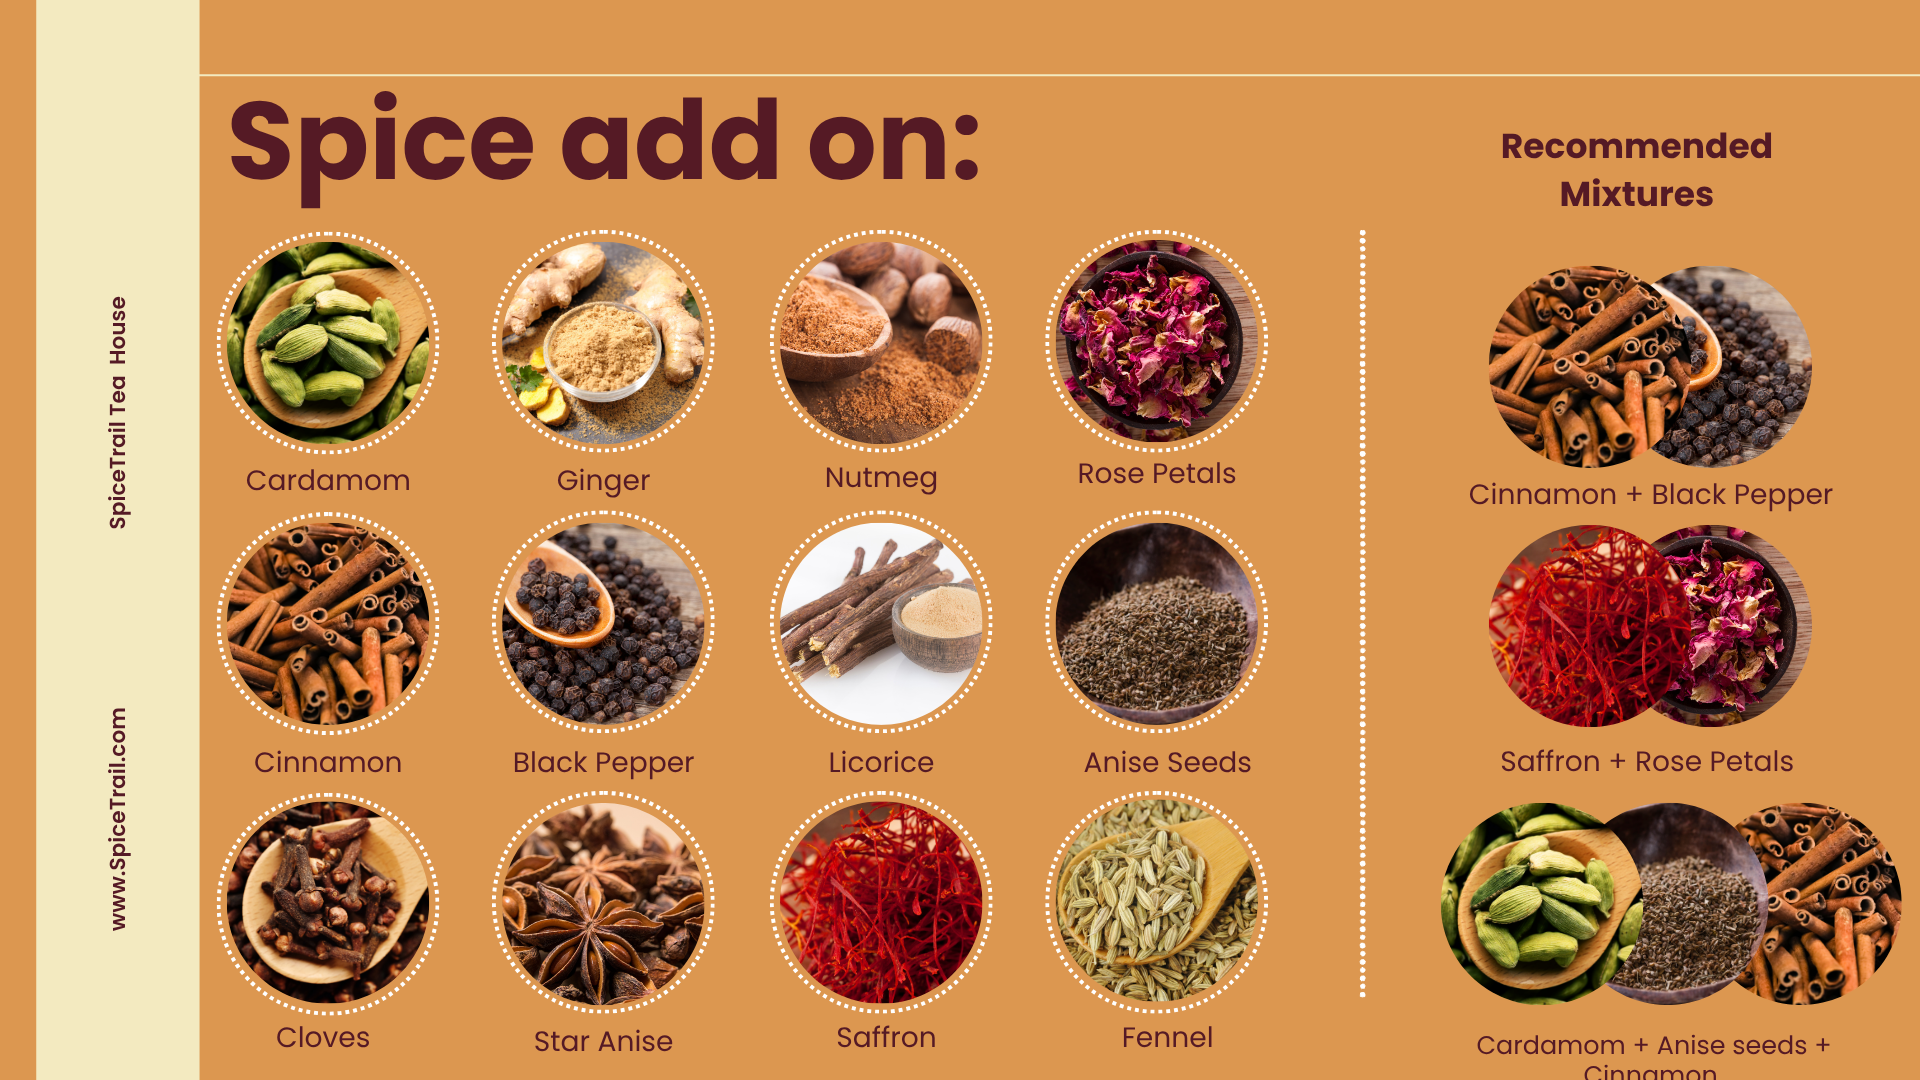 Spice add on:
SpiceTrail Tea House
www.SpiceTrail.com
Cardamom
Ginger
Nutmeg
Rose Petals
Cinnamon
Black Pepper
Licorice
Anise Seeds
Cloves
Star Anise
Saffron
Fennel
Recommended
Mixtures
Cinnamon + Black Pepper
Saffron + Rose Petals
Cardamom + Anise seeds +
Cinnamon